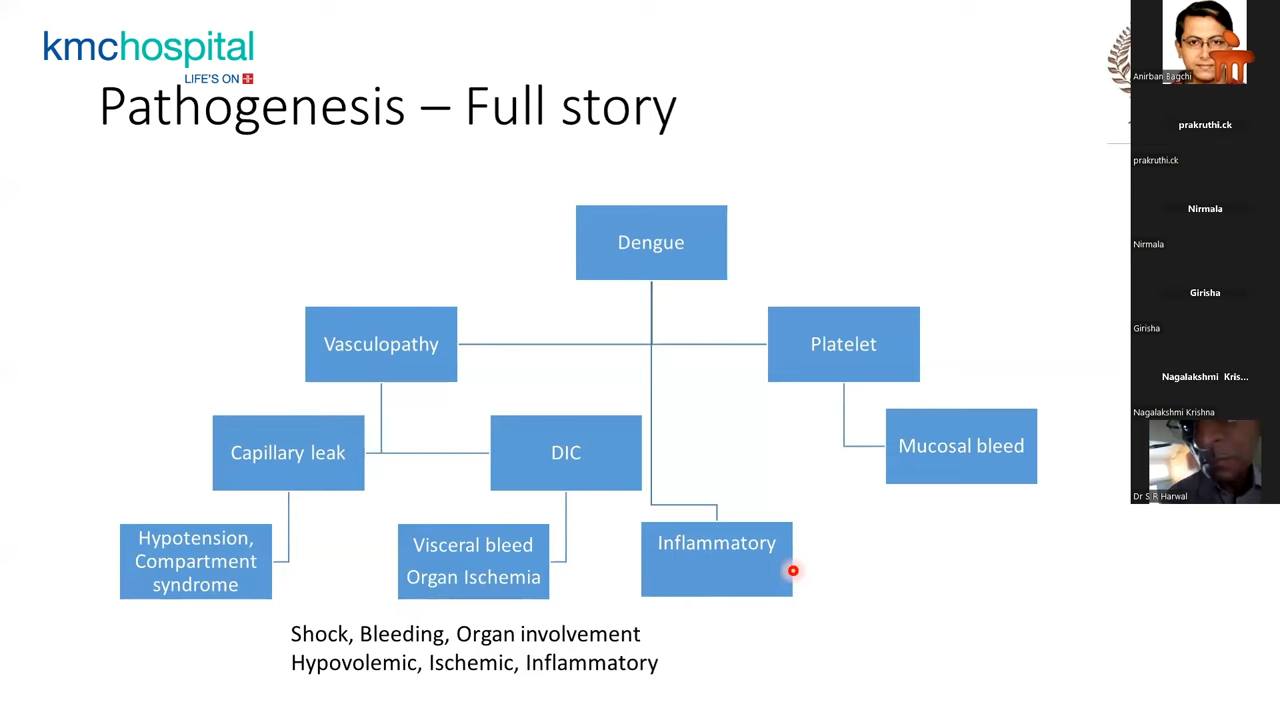 kmchospital
LIFE'S ON
Pathogenesis – Full story
Dengue
Vasculopathy
Platelet
Capillary leak
DIC
Mucosal bleed
Hypotension,
Compartment
syndrome
Visceral bleed
Organ Ischemia
Inflammatory
Shock, Bleeding, Organ involvement
Hypovolemic, Ischemic, Inflammatory
Anirban Bagchi
prakruthi.ck
prakruthi.ck
Nirmala
Nirmala
Girisha
Girisha
Nagalakshmi Kris...
Nagalakshmi Krishna
Dr S R Harwal